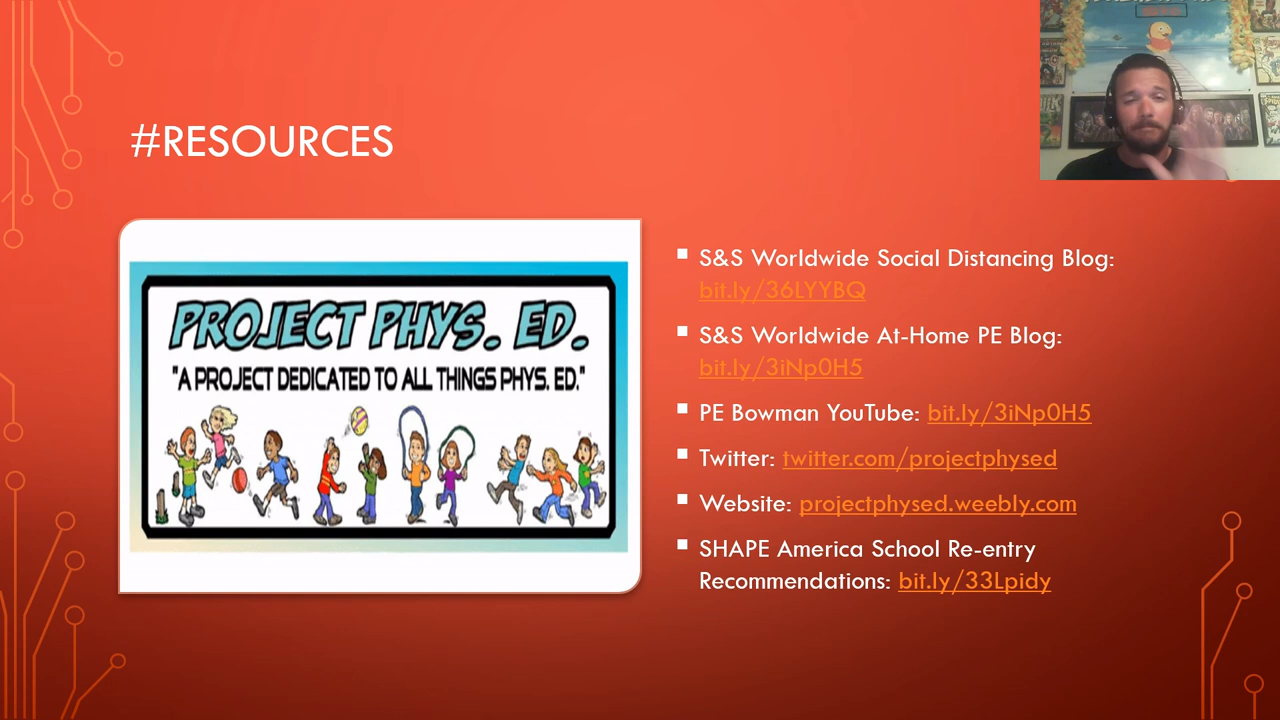 #RESOURCES
PROJECT PHYS. ED.
"A PROJECT DEDICATED TO ALL THINGS PHYS. ED."
S&S Worldwide Social Distancing Blog:
bit.ly/36LYYBQ
S&S Worldwide At-Home PE Blog:
bit.ly/3iNp0H5
PE Bowman YouTube: bit.ly/3iNp0H5
Twitter: twitter.com/projectphysed
Website: projectphysed.weebly.com
SHAPE America School Re-entry
Recommendations: bit.ly/33Lpidy